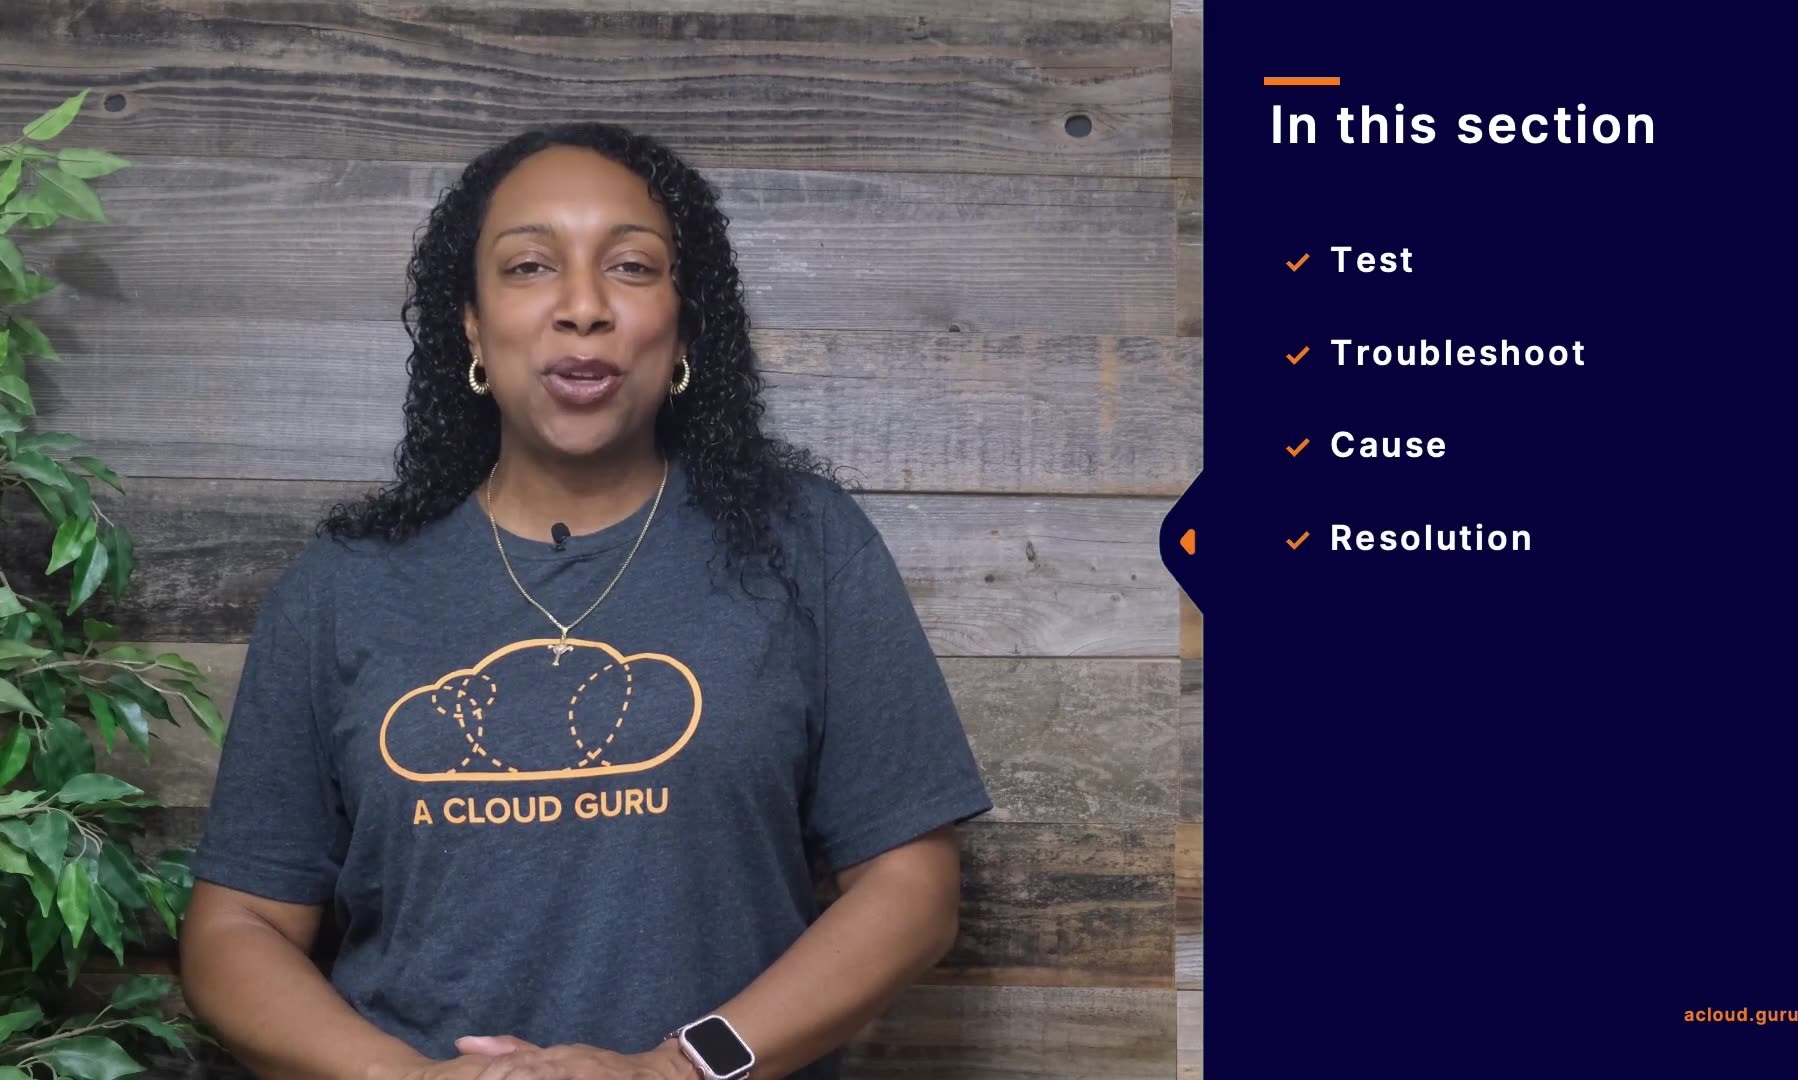 In this section
Test
Troubleshoot
Cause
Resolution
A CLOUD GURU
acloud.guru